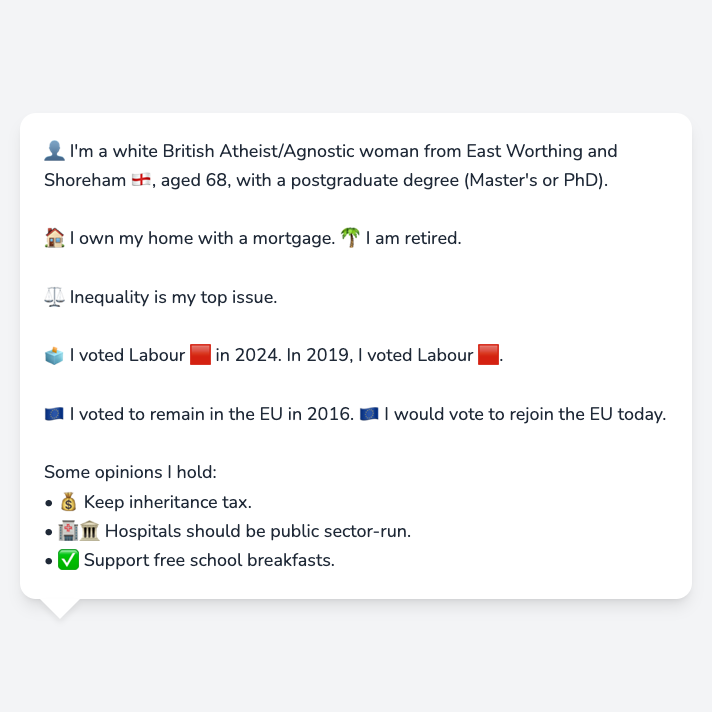 👤 I'm a white British Atheist/Agnostic woman from East Worthing and
Shoreham 🏴󠁧󠁢󠁥󠁮󠁧󠁿, aged 68, with a postgraduate degree (Master's or PhD).
🏠 I own my home with a mortgage. 🌴 I am retired.
⚖️ Inequality is my top issue.
🗳️ I voted Labour 🟥 in 2024. In 2019, I voted Labour 🟥.
🇪🇺 I voted to remain in the EU in 2016. 🇪🇺 I would vote to rejoin the EU today.
Some opinions I hold:
• 💰 Keep inheritance tax.
• 🏥🏛️ Hospitals should be public sector-run.
• ✅ Support free school breakfasts.